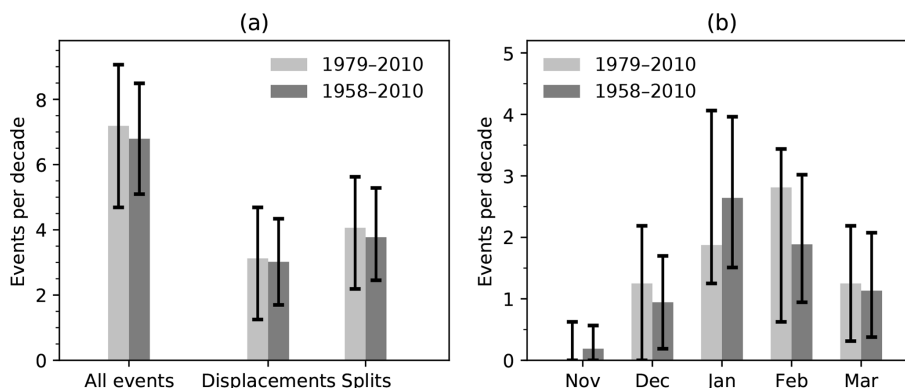 (a)
Events per decade
8
6
4
2
0
1979–2010
1958–2010
All events Displacements Splits
(b)
Events per decade
5
4
3
2
1
0
1979–2010
1958–2010
Nov Dec Jan Feb Mar